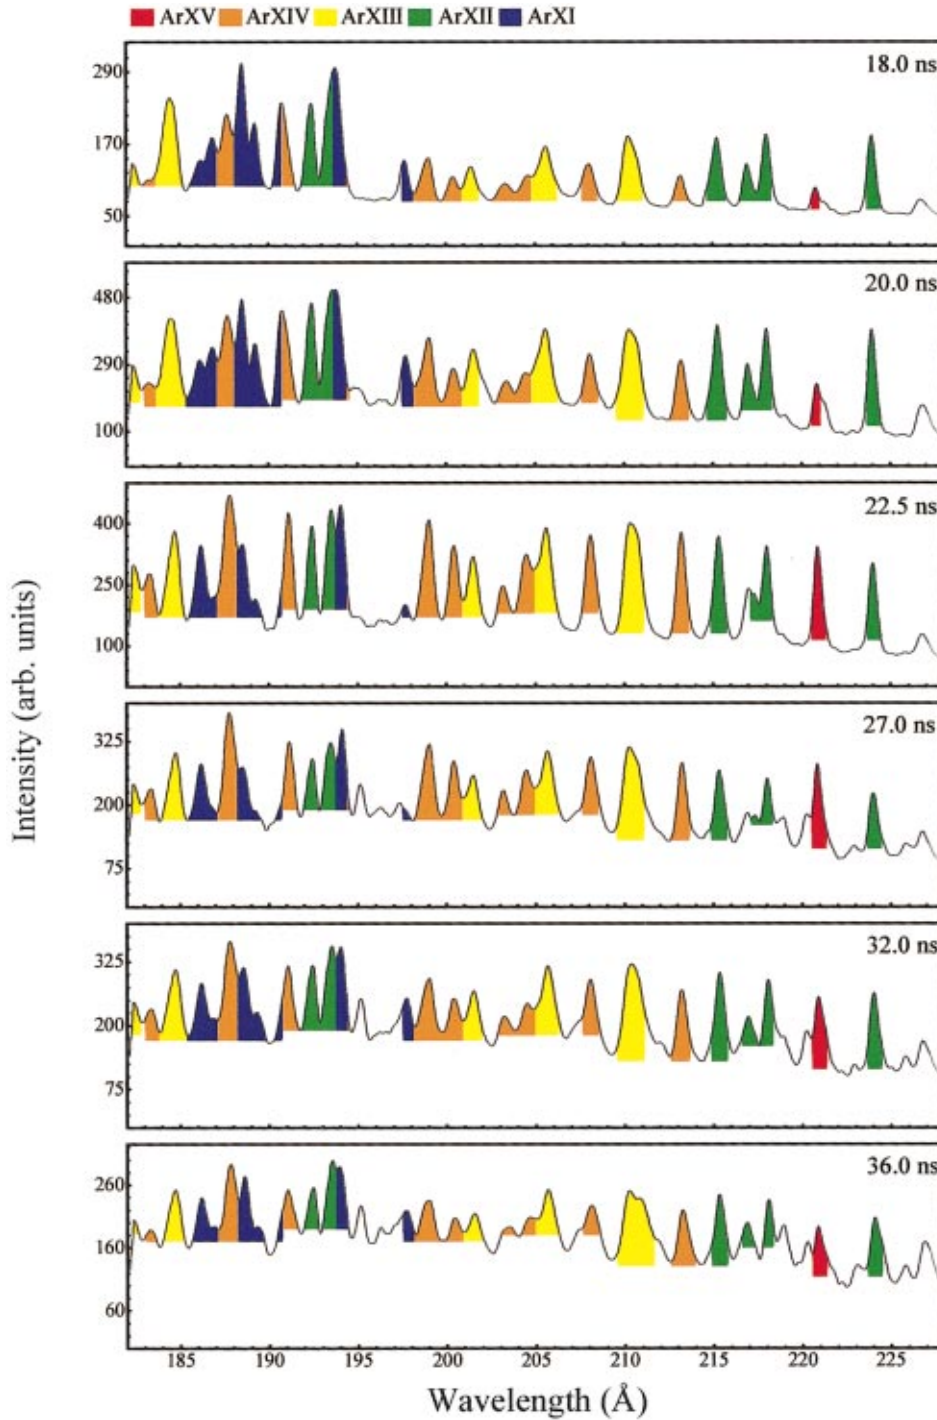 ArXV ArXIV ArXIII ArXII ArXI
18.0 ns
290
170
50
20.0 ns
480
290
100
22.5 ns
400
250
100
27.0 ns
325
200
75
32.0 ns
325
200
75
36.0 ns
260
160
60
Intensity (arb. units)
185 190 195 200 205 210 215 220 225
Wavelength (Å)